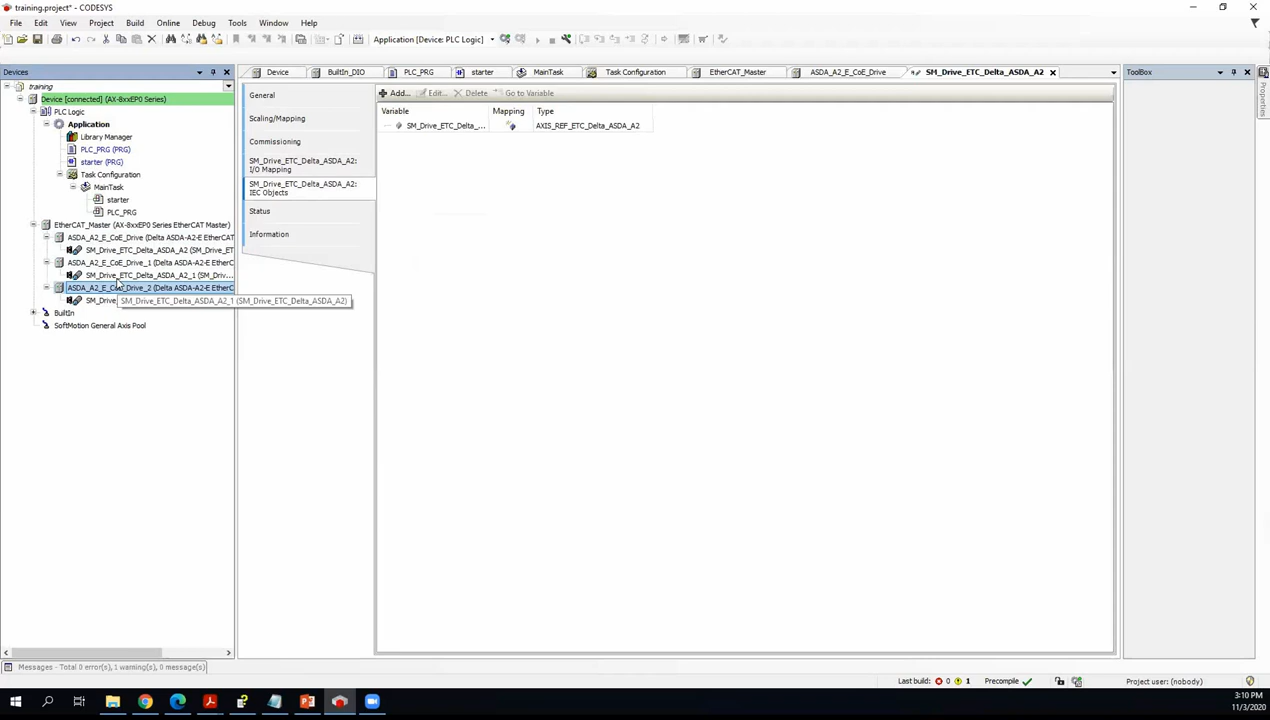 training.project* - CODESYS
File Edit View Project Build Online Debug Tools Window Help
Application [Device: PLC Logic]
Devices
training
Device [connected] (AX-8xxEP0 Series)
PLC Logic
Application
Library Manager
PLC_PRG (PRG)
starter (PRG)
Task Configuration
MainTask
starter
PLC_PRG
EtherCAT_Master (AX-8xxEP0 Series EtherCAT Master)
ASDA_A2_E_CoE_Drive (Delta ASDA-A2-E EtherCAT
SM_Drive_ETC_Delta_ASDA_A2 (SM_Drive_ET
ASDA_A2_E_CoE_Drive_1 (Delta ASDA-A2-E EtherC
SM_Drive_ETC_Delta_ASDA_A2_1 (SM_Driv...
ASDA_A2_E_CoE_Drive_2 (Delta ASDA-A2-E EtherC
SM_Drive_
SM_Drive_ETC_Delta_ASDA_A2_1 (SM_Drive_ETC_Delta_ASDA_A2)
BuiltIn
SoftMotion General Axis Pool
Device BuiltIn_DIO PLC_PRG starter MainTask Task Configuration EtherCAT_Master ASDA_A2_E_CoE_Drive SM_Drive_ETC_Delta_ASDA_A2
General
Scaling/Mapping
Commissioning
SM_Drive_ETC_Delta_ASDA_A2:
I/O Mapping
SM_Drive_ETC_Delta_ASDA_A2:
IEC Objects
Status
Information
Add... Edit... Delete Go to Variable
Variable Mapping Type
SM_Drive_ETC_Delta_... AXIS_REF_ETC_Delta_ASDA_A2
ToolBox
Properties
Messages - Total 0 error(s), 1 warning(s), 0 message(s)
Last build: 0 1 Precompile Project user: (nobody)
3:10 PM
11/3/2020